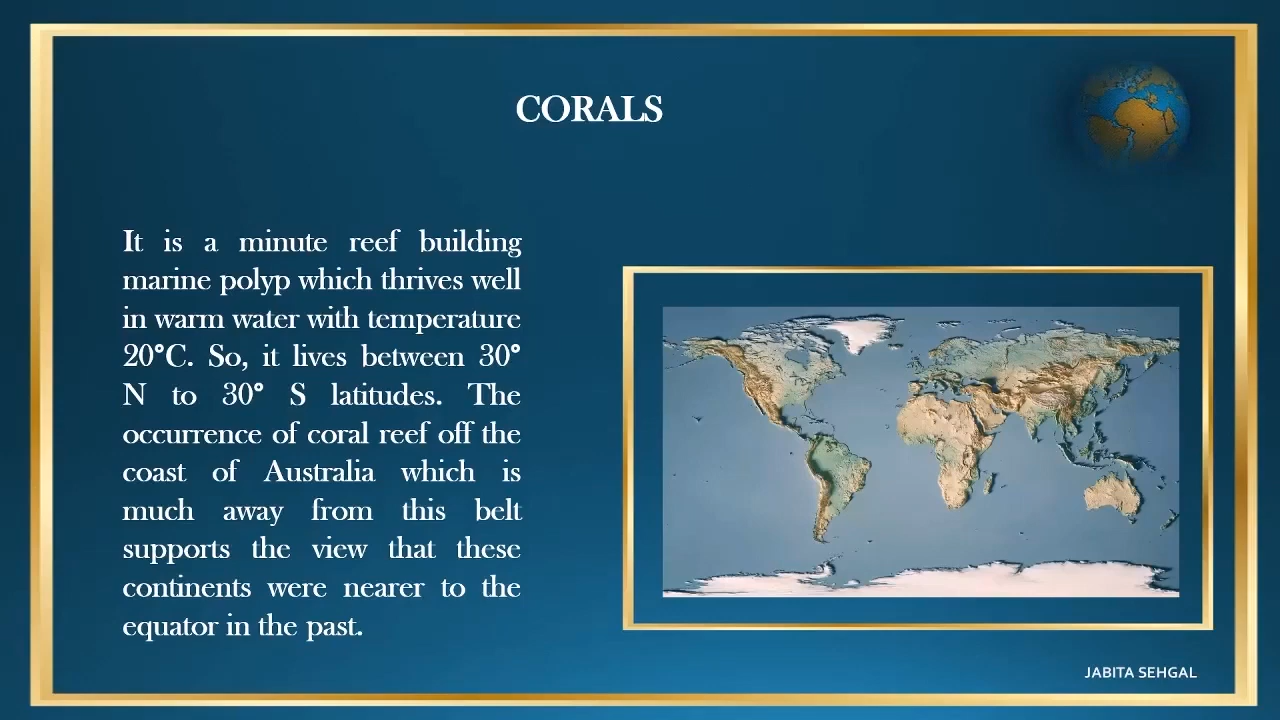 CORALS
It is a minute reef building
marine polyp which thrives well
in warm water with temperature
20°C. So, it lives between 30°
N to 30° S latitudes. The
occurrence of coral reef off the
coast of Australia which is
much away from this belt
supports the view that these
continents were nearer to the
equator in the past.
JABITA SEHGAL